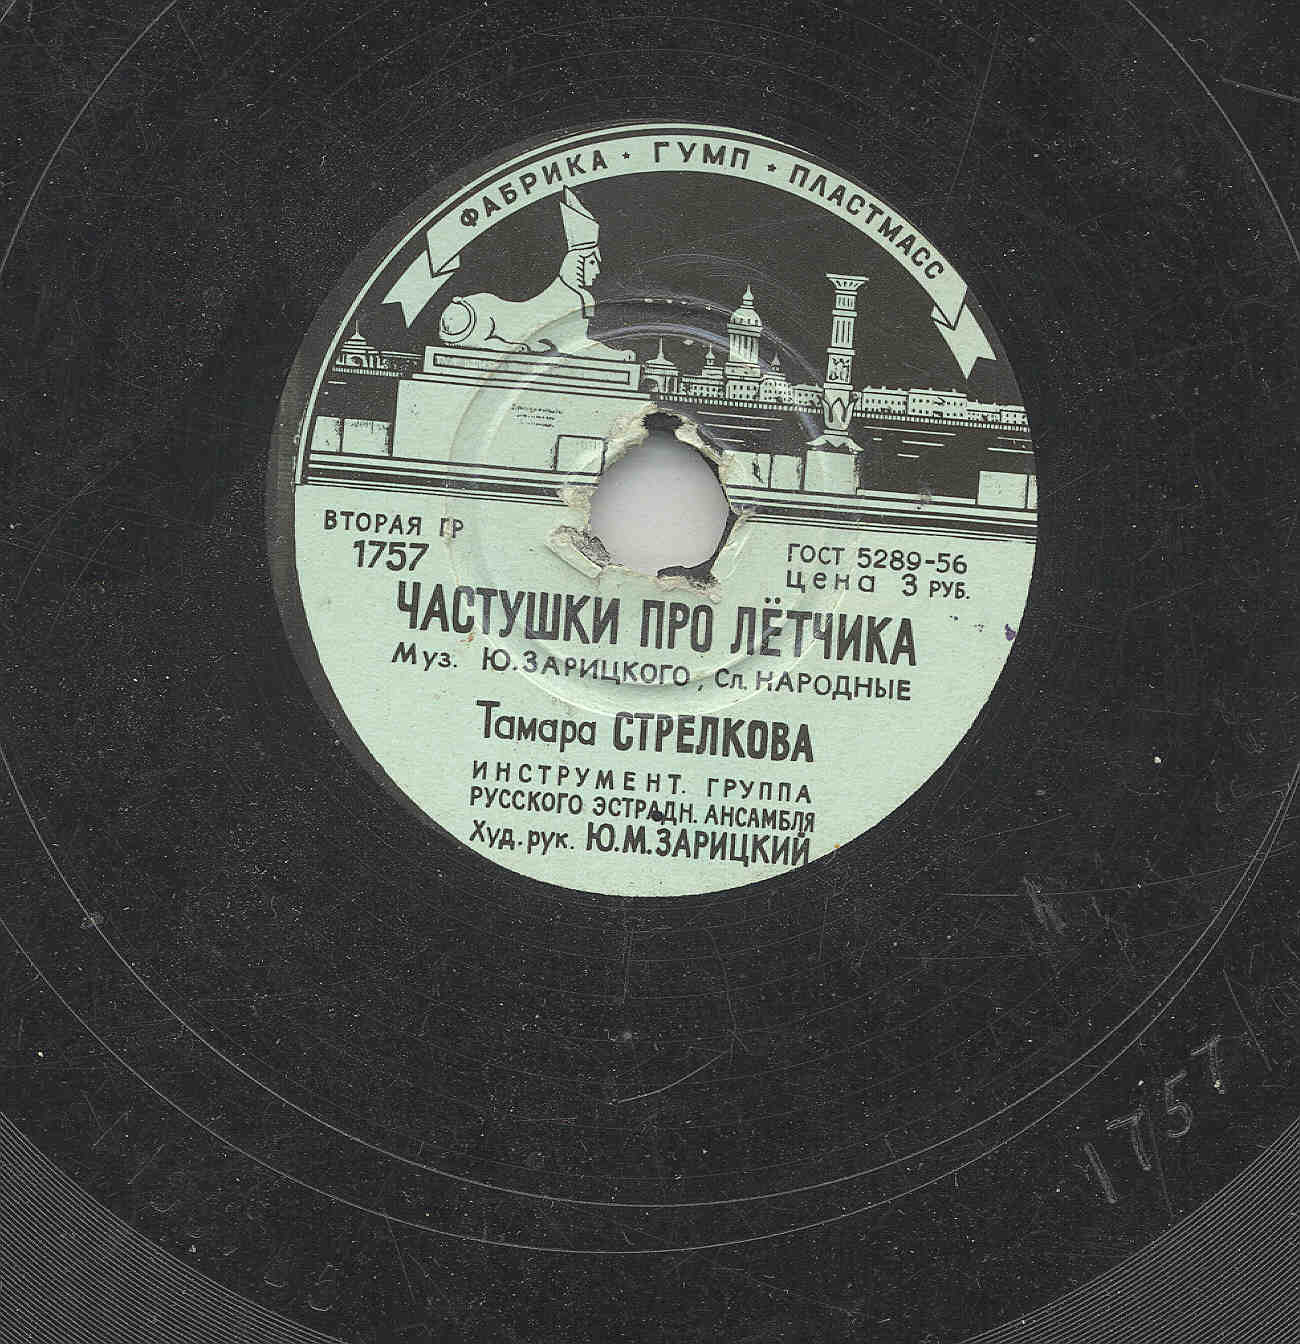 ФАБРИКА ★ ГУМП ★ ПЛАСТМАСС
ВТОРАЯ ГР
1757
ГОСТ 5289-56
цена 3 РУБ.
ЧАСТУШКИ ПРО ЛЁТЧИКА
Муз. Ю.ЗАРИЦКОГО, Сл. НАРОДНЫЕ
Тамара СТРЕЛКОВА
ИНСТРУМЕНТ. ГРУППА
РУССКОГО ЭСТРАДН. АНСАМБЛЯ
Худ. рук. Ю.М.ЗАРИЦКИЙ
1757